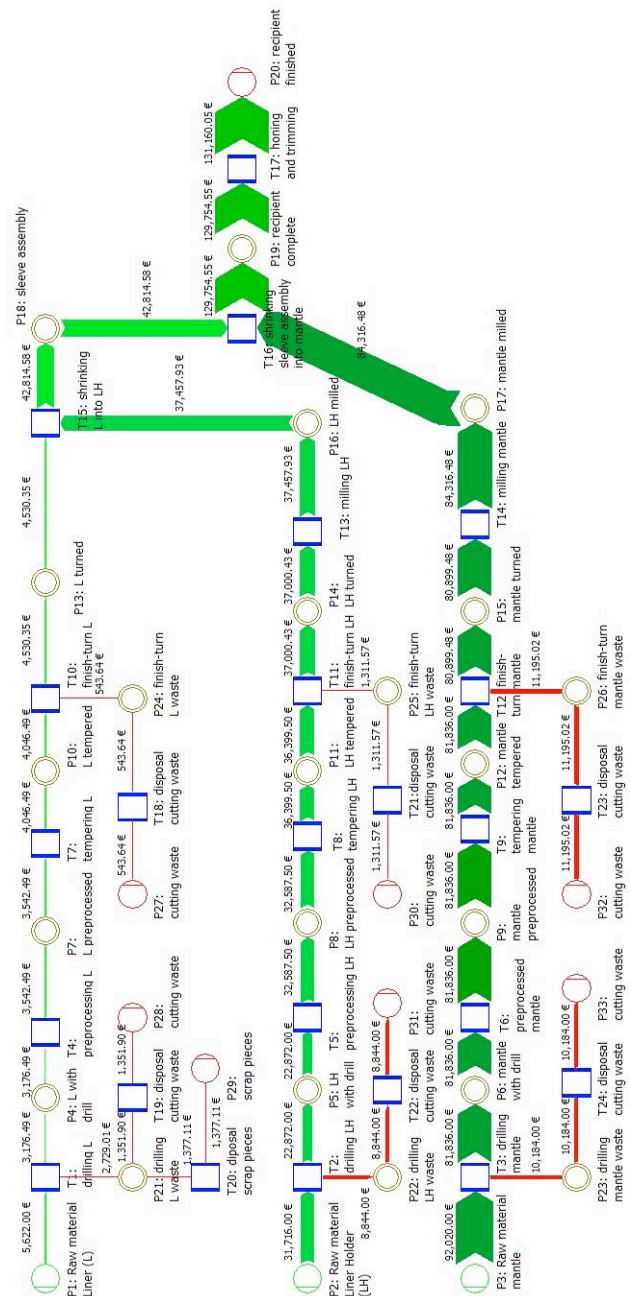 P1: Raw material
Liner (L)
5,622.00 €
T1:
drilling L
3,176.49 €
P4: L with
drill
3,176.49 €
T4:
preprocessing L
3,542.49 €
P7:
L preprocessed
3,542.49 €
T7:
tempering L
4,046.49 €
P10:
L tempered
4,046.49 €
T10:
finish-turn L
543.64 €
4,530.35 €
P13: L turned
4,530.35 €
T15: shrinking
L into LH
42,814.58 €
P18: sleeve assembly
42,814.58 €
2,729.01 €
P21: drilling
L waste
1,351.90 €
T19: disposal
cutting waste
1,351.90 €
P28:
cutting waste
1,377.11 €
T20: diposal
scrap pieces
1,377.11 €
P29:
scrap pieces
P27:
cutting waste
543.64 €
T18: disposal
cutting waste
543.64 €
P24: finish-turn
L waste
37,457.93 €
T16: shrinking
sleeve assembly
into mantle
129,754.55 €
P19: recipient
complete
129,754.55 €
T17: honing
and trimming
131,160.05 €
P20: recipient
finished
84,316.48 €
P2: Raw material
Liner Holder
(LH)
31,716.00 €
T2:
drilling LH
22,872.00 €
P5: LH
with drill
22,872.00 €
T5:
preprocessing LH
32,587.50 €
P8:
LH preprocessed
32,587.50 €
T8:
tempering LH
36,399.50 €
P11:
LH tempered
36,399.50 €
T11:
finish-turn LH
1,311.57 €
37,000.43 €
P14:
LH turned
37,000.43 €
T13: milling LH
37,457.93 €
P16: LH milled
8,844.00 €
P22: drilling
LH waste
8,844.00 €
T22: disposal
cutting waste
8,844.00 €
P31:
cutting waste
P30:
cutting waste
1,311.57 €
T21:disposal
cutting waste
1,311.57 €
P25: finish-turn
LH waste
P3: Raw material
mantle
92,020.00 €
T3: drilling
mantle
10,184.00 €
81,836.00 €
P6: mantle
with drill
81,836.00 €
T6:
preprocessed
mantle
81,836.00 €
P9:
mantle
preprocessed
81,836.00 €
T9:
tempering
mantle
81,836.00 €
P12: mantle
tempered
81,836.00 €
T12: finish-
turn mantle
11,195.02 €
80,899.48 €
P15:
mantle turned
80,899.48 €
T14: milling mantle
84,316.48 €
P17: mantle milled
P23: drilling
mantle waste
10,184.00 €
T24: disposal
cutting waste
10,184.00 €
P33:
cutting waste
P32:
cutting waste
11,195.02 €
T23: disposal
cutting waste
11,195.02 €
P26: finish-turn
mantle waste